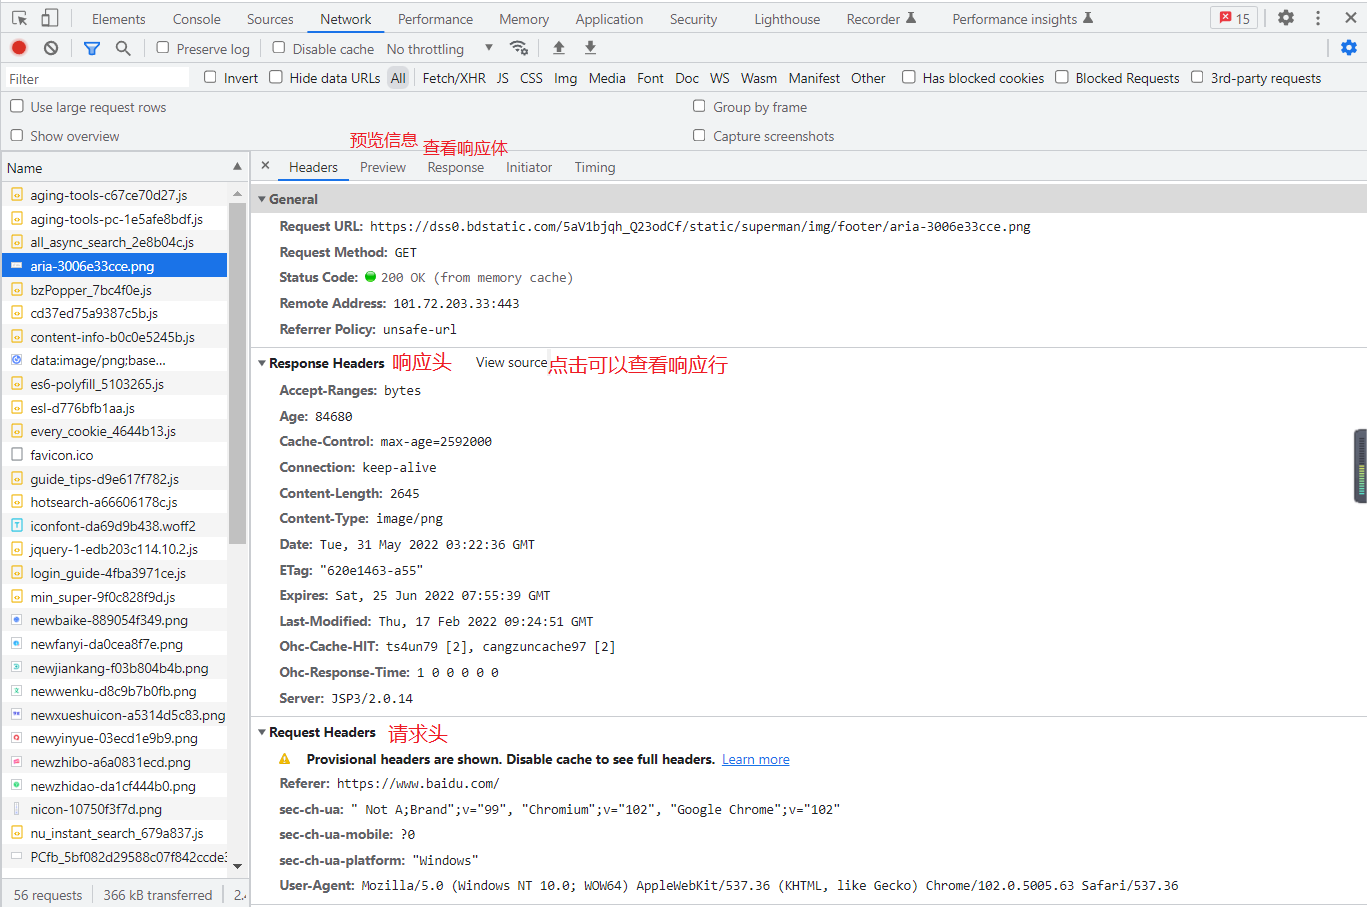 Elements Console Sources Network Performance Memory Application Security Lighthouse Recorder Performance insights 15
Preserve log Disable cache No throttling
Filter Invert Hide data URLs All Fetch/XHR JS CSS Img Media Font Doc WS Wasm Manifest Other Has blocked cookies Blocked Requests 3rd-party requests
Use large request rows Group by frame
Show overview Capture screenshots
预览信息 查看响应体
Name
Headers Preview Response Initiator Timing
aging-tools-c67ce70d27.js
aging-tools-pc-1e5afe8bdf.js
all_async_search_2e8b04c.js
aria-3006e33cce.png
bzPopper_7bc4f0e.js
cd37ed75a9387c5b.js
content-info-b0c0e5245b.js
data:image/png;base...
es6-polyfill_5103265.js
esl-d776bfb1aa.js
every_cookie_4644b13.js
favicon.ico
guide_tips-d9e617f782.js
hotsearch-a66606178c.js
iconfont-da69d9b438.woff2
jquery-1-edb203c114.10.2.js
login_guide-4fba3971ce.js
min_super-9f0c828f9d.js
newbaike-889054f349.png
newfanyi-da0cea8f7e.png
newjiankang-f03b804b4b.png
newwenku-d8c9b7b0fb.png
newxueshuicon-a5314d5c83.png
newyinyue-03ecd1e9b9.png
newzhibo-a6a0831ecd.png
newzhidao-da1cf444b0.png
nicon-10750f3f7d.png
nu_instant_search_679a837.js
PCfb_5bf082d29588c07f842ccde3
56 requests 366 kB transferred 2.4
General
Request URL: https://dss0.bdstatic.com/5aV1bjqh_Q23odCf/static/superman/img/footer/aria-3006e33cce.png
Request Method: GET
Status Code: 200 OK (from memory cache)
Remote Address: 101.72.203.33:443
Referrer Policy: unsafe-url
Response Headers 响应头 View source 点击可以查看响应行
Accept-Ranges: bytes
Age: 84680
Cache-Control: max-age=2592000
Connection: keep-alive
Content-Length: 2645
Content-Type: image/png
Date: Tue, 31 May 2022 03:22:36 GMT
ETag: "620e1463-a55"
Expires: Sat, 25 Jun 2022 07:55:39 GMT
Last-Modified: Thu, 17 Feb 2022 09:24:51 GMT
Ohc-Cache-HIT: ts4un79 [2], cangzuncache97 [2]
Ohc-Response-Time: 1 0 0 0 0 0
Server: JSP3/2.0.14
Request Headers 请求头
Provisional headers are shown. Disable cache to see full headers. Learn more
Referer: https://www.baidu.com/
sec-ch-ua: " Not A;Brand";v="99", "Chromium";v="102", "Google Chrome";v="102"
sec-ch-ua-mobile: ?0
sec-ch-ua-platform: "Windows"
User-Agent: Mozilla/5.0 (Windows NT 10.0; WOW64) AppleWebKit/537.36 (KHTML, like Gecko) Chrome/102.0.5005.63 Safari/537.36